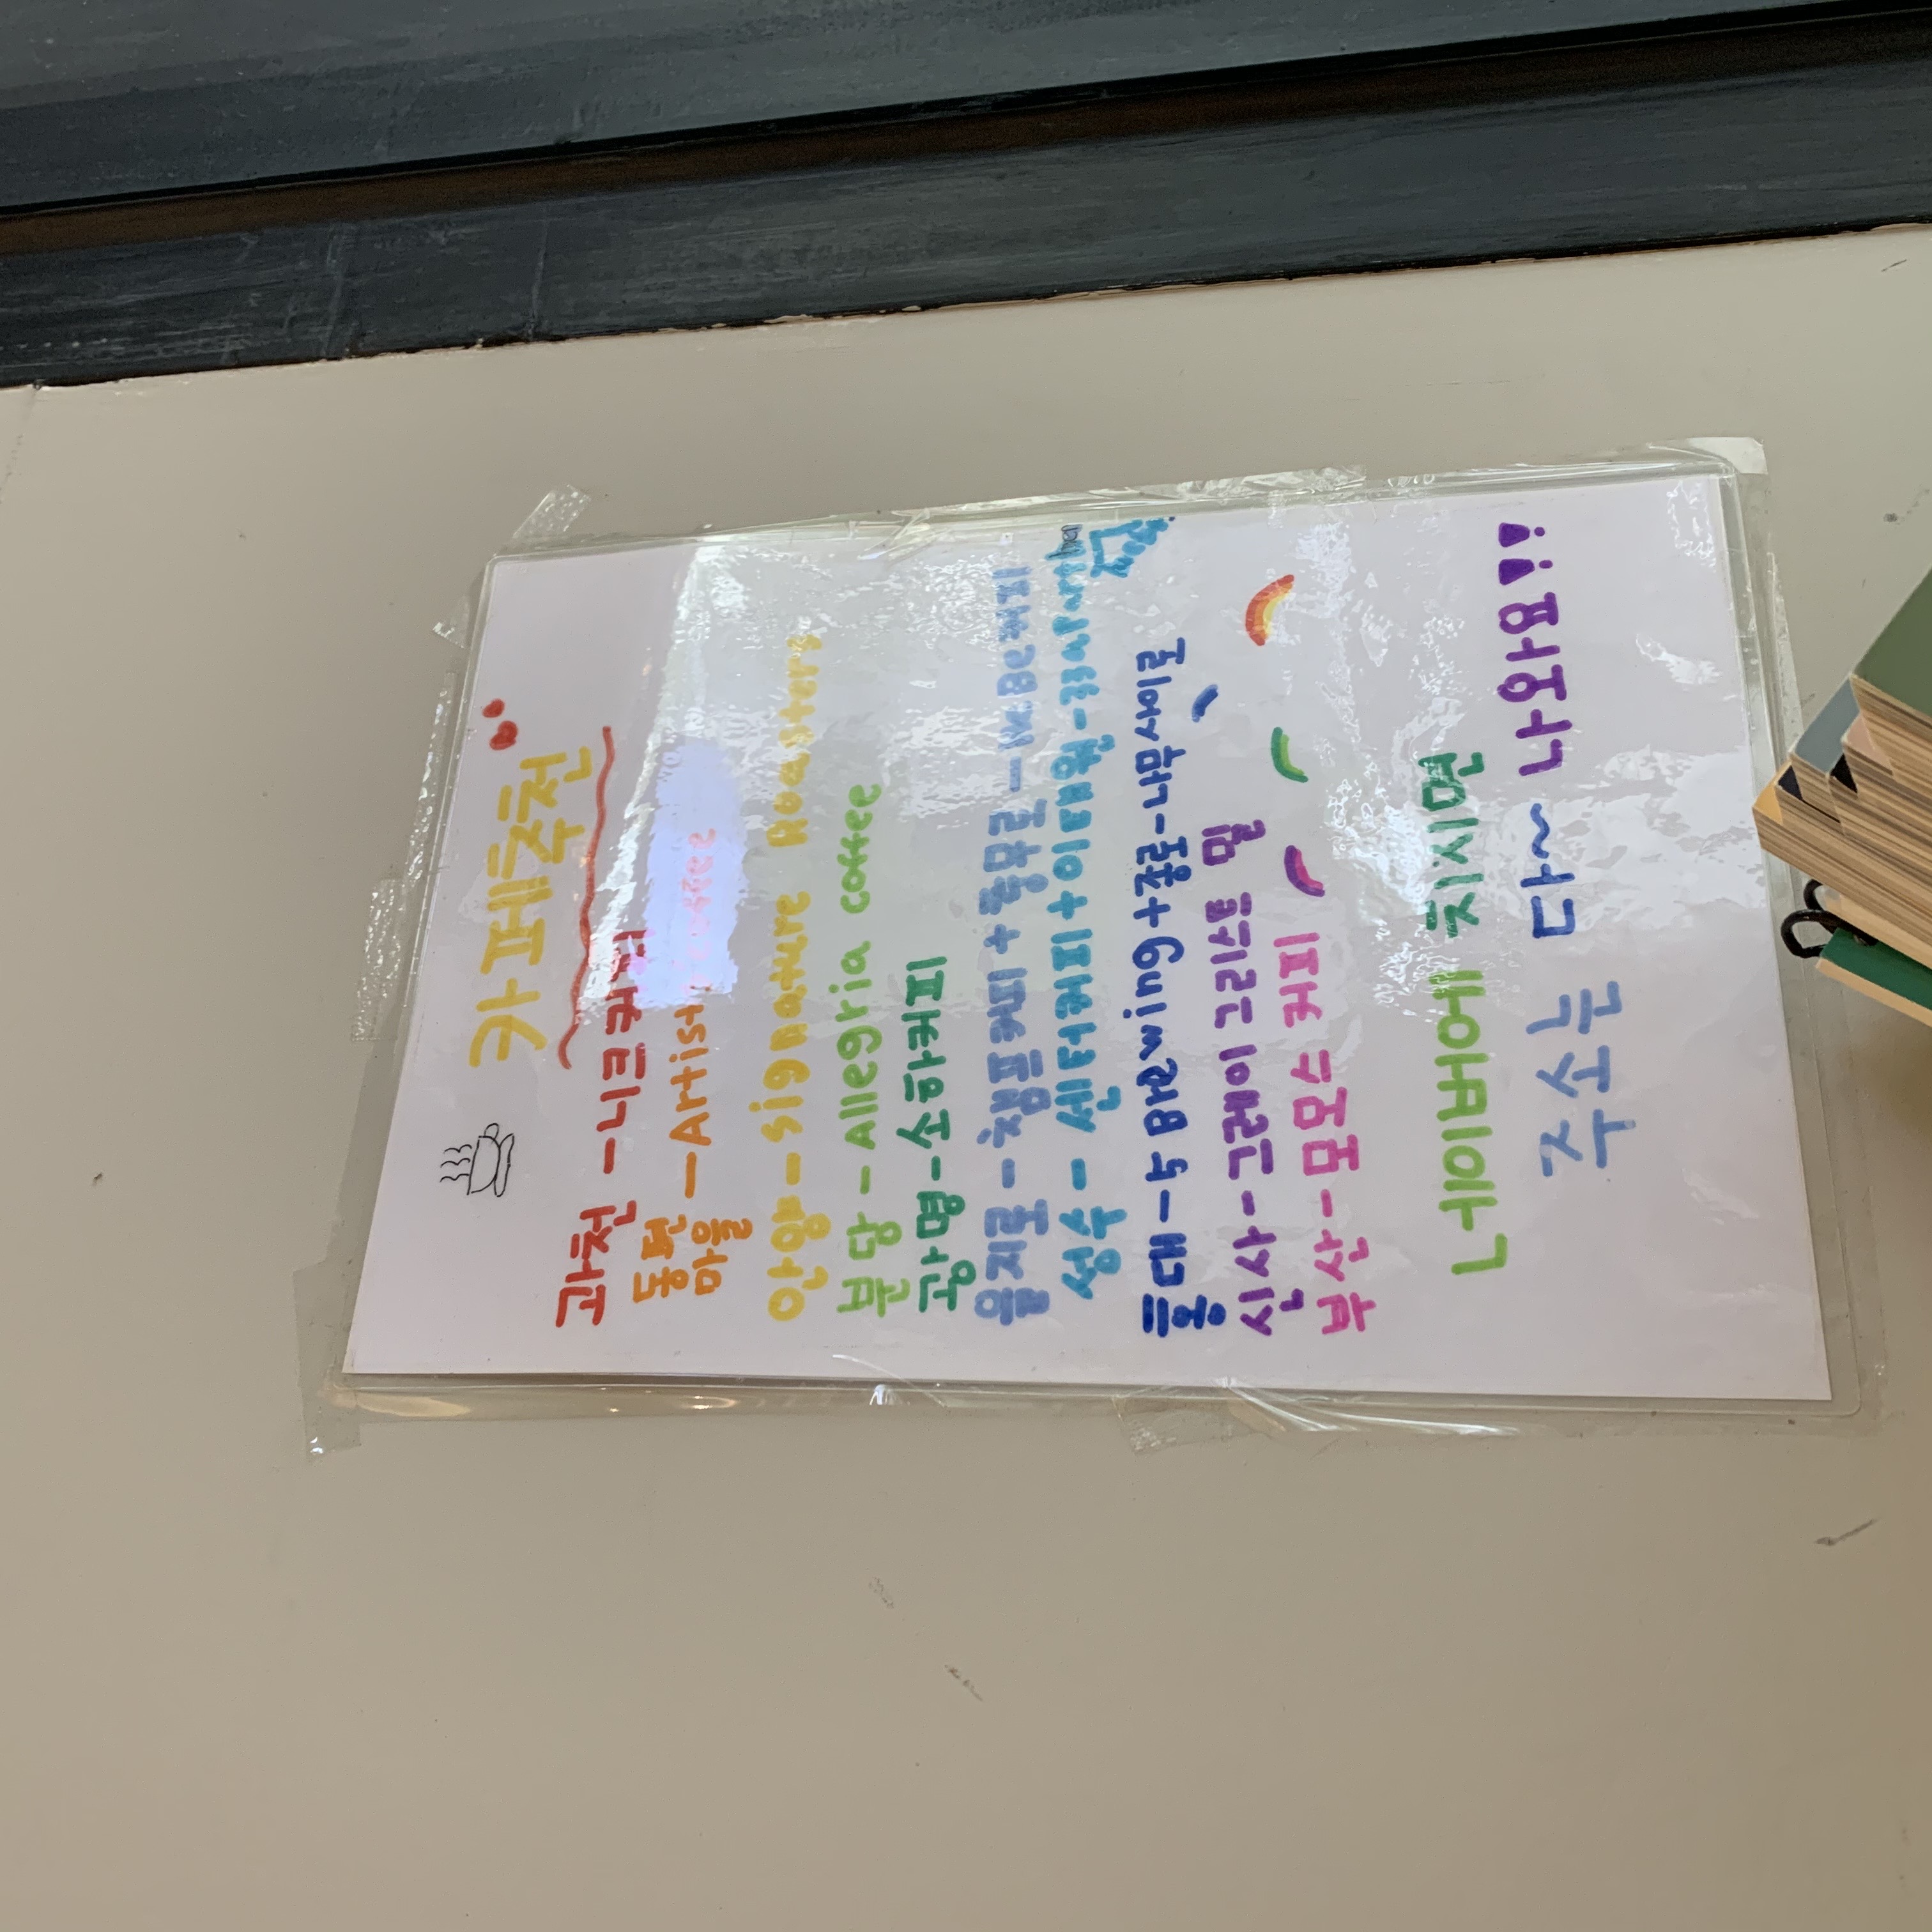 카페추천
과천 - 니크커피
동편
마을 - Artists coffee
안양 - signature Roasters
분당 - Allegria coffee
광명 - 소하커피
을지로 - 챔프커피 + 충무로 - Be커피
성수 - 센터커피 + 이대원 - 33apartment
홍대 - 5 Brewing + 종로 - 나무사이로
신사 - 그레이 그리스트 밀
부산 - 모모스 커피
네이버에 치시면
주소는 다~ 나와요!!